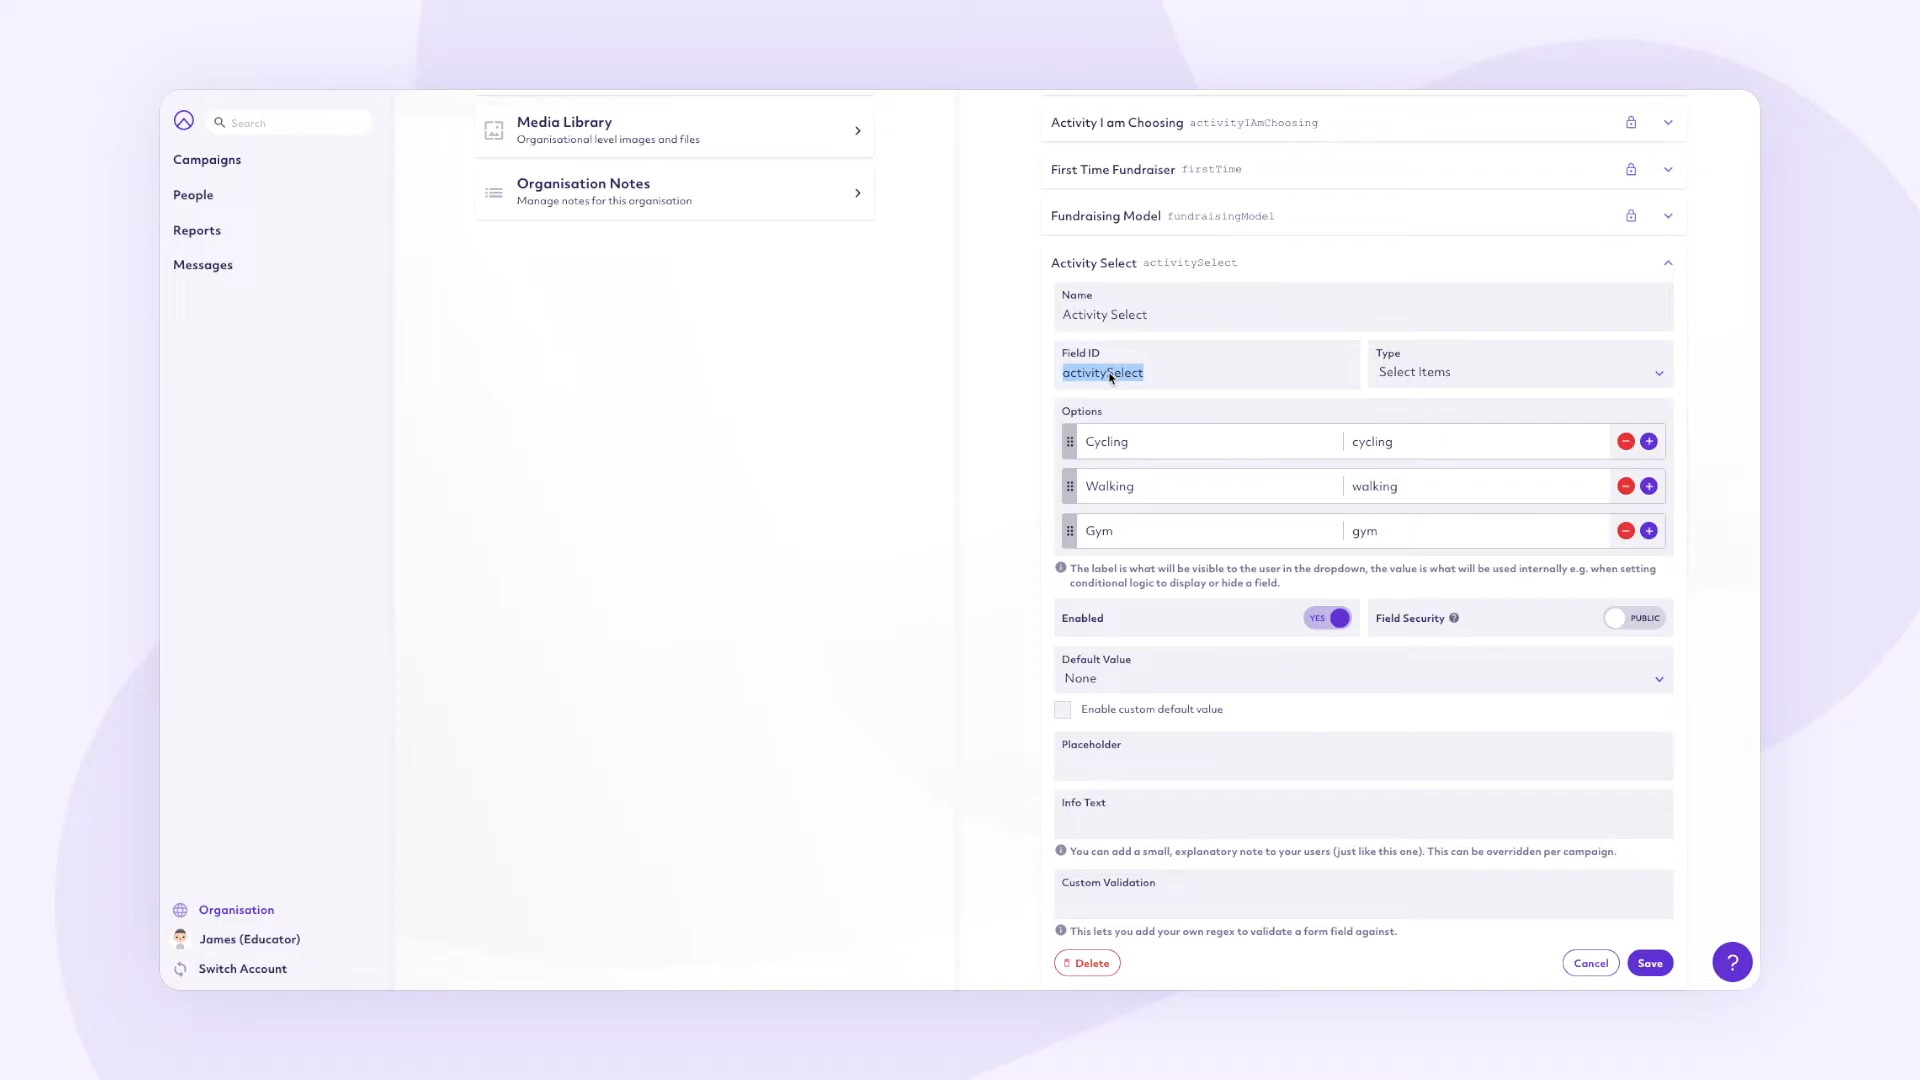 Search
Campaigns
People
Reports
Messages
Organisation
James (Educator)
Switch Account
Media Library
Organisational level images and files
Organisation Notes
Manage notes for this organisation
Activity I am Choosing activityIAmChoosing
First Time Fundraiser firstTime
Fundraising Model fundraisingModel
Activity Select activitySelect
Name
Activity Select
Field ID
activitySelect
Type
Select Items
Options
Cycling cycling
Walking walking
Gym gym
The label is what will be visible to the user in the dropdown, the value is what will be used internally e.g. when setting
conditional logic to display or hide a field.
Enabled YES
Field Security ? PUBLIC
Default Value
None
Enable custom default value
Placeholder
Info Text
You can add a small, explanatory note to your users (just like this one). This can be overridden per campaign.
Custom Validation
This lets you add your own regex to validate a form field against.
Delete Cancel Save ?